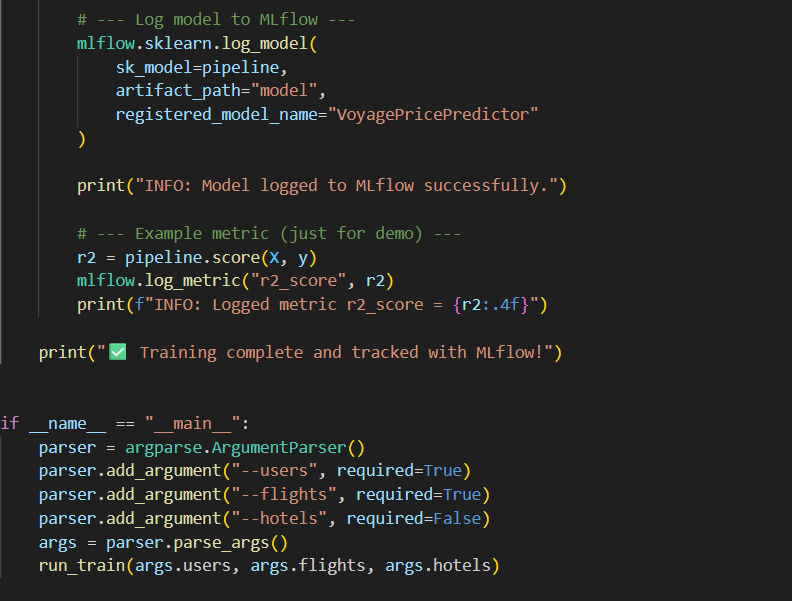 # --- Log model to MLflow ---
mlflow.sklearn.log_model(
sk_model=pipeline,
artifact_path="model",
registered_model_name="VoyagePricePredictor"
)
print("INFO: Model logged to MLflow successfully.")
# --- Example metric (just for demo) ---
r2 = pipeline.score(X, y)
mlflow.log_metric("r2_score", r2)
print(f"INFO: Logged metric r2_score = {r2:.4f}")
print("✅ Training complete and tracked with MLflow!")
if __name__ == "__main__":
parser = argparse.ArgumentParser()
parser.add_argument("--users", required=True)
parser.add_argument("--flights", required=True)
parser.add_argument("--hotels", required=False)
args = parser.parse_args()
run_train(args.users, args.flights, args.hotels)